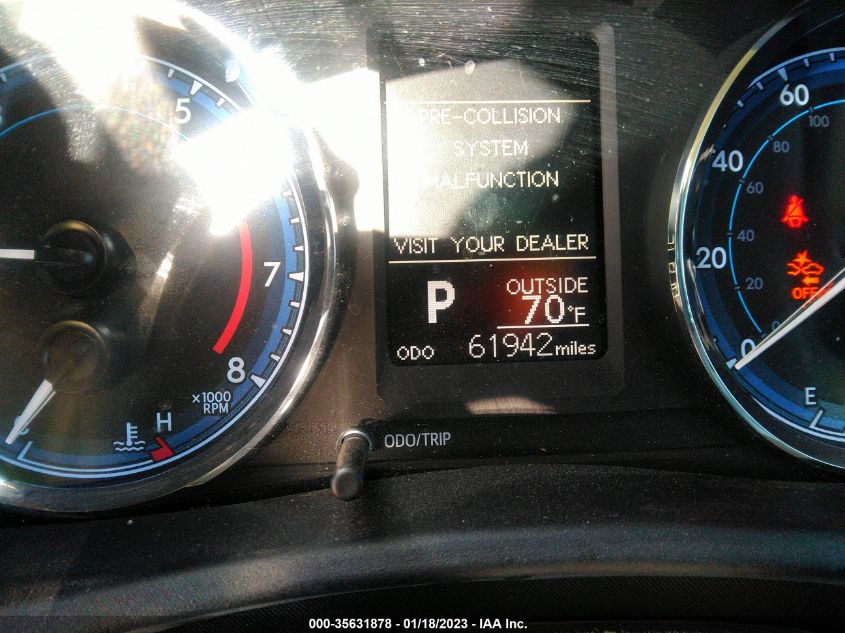 PRE-COLLISION
SYSTEM
MALFUNCTION
VISIT YOUR DEALER
P
OUTSIDE
70°F
ODO 61942 miles
5
7
8
×1000
RPM
H
ODO/TRIP
60
40
20
0
100
80
60
40
20
0
OFF
E
000-35631878 - 01/18/2023 - IAA Inc.